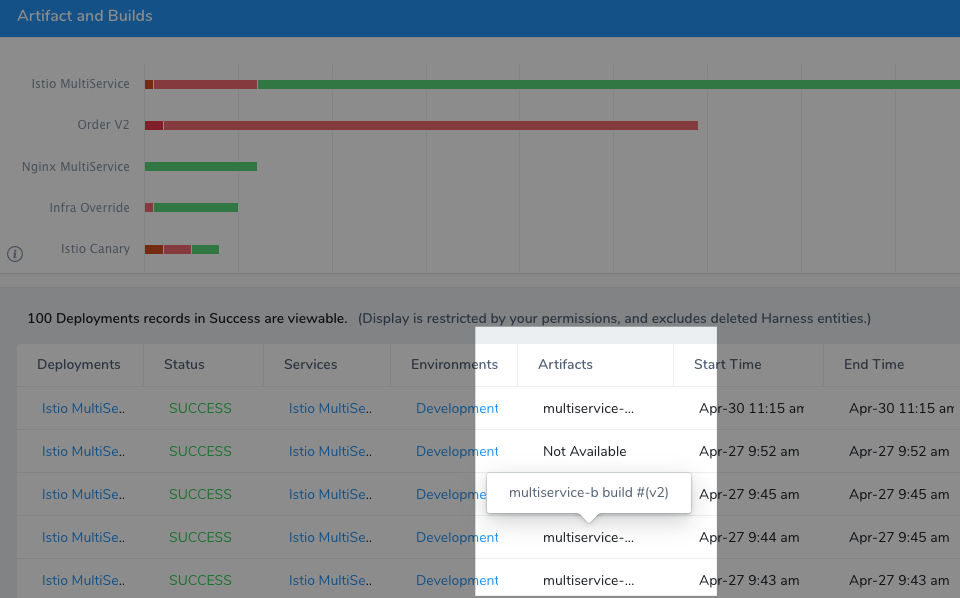 Artifact and Builds
Istio MultiService
Order V2
Nginx MultiService
Infra Override
i Istio Canary
100 Deployments records in Success are viewable. (Display is restricted by your permissions, and excludes deleted Harness entities.)
Deployments Status Services Environments Artifacts Start Time End Time
Istio MultiSe.. SUCCESS Istio MultiSe.. Development multiservice-... Apr-30 11:15 am Apr-30 11:15 am
Istio MultiSe.. SUCCESS Istio MultiSe.. Development Not Available Apr-27 9:52 am Apr-27 9:52 am
Istio MultiSe.. SUCCESS Istio MultiSe.. Developme multiservice-b build #(v2) Apr-27 9:45 am Apr-27 9:45 am
Istio MultiSe.. SUCCESS Istio MultiSe.. Development multiservice-... Apr-27 9:44 am Apr-27 9:45 am
Istio MultiSe.. SUCCESS Istio MultiSe.. Development multiservice-... Apr-27 9:43 am Apr-27 9:43 am